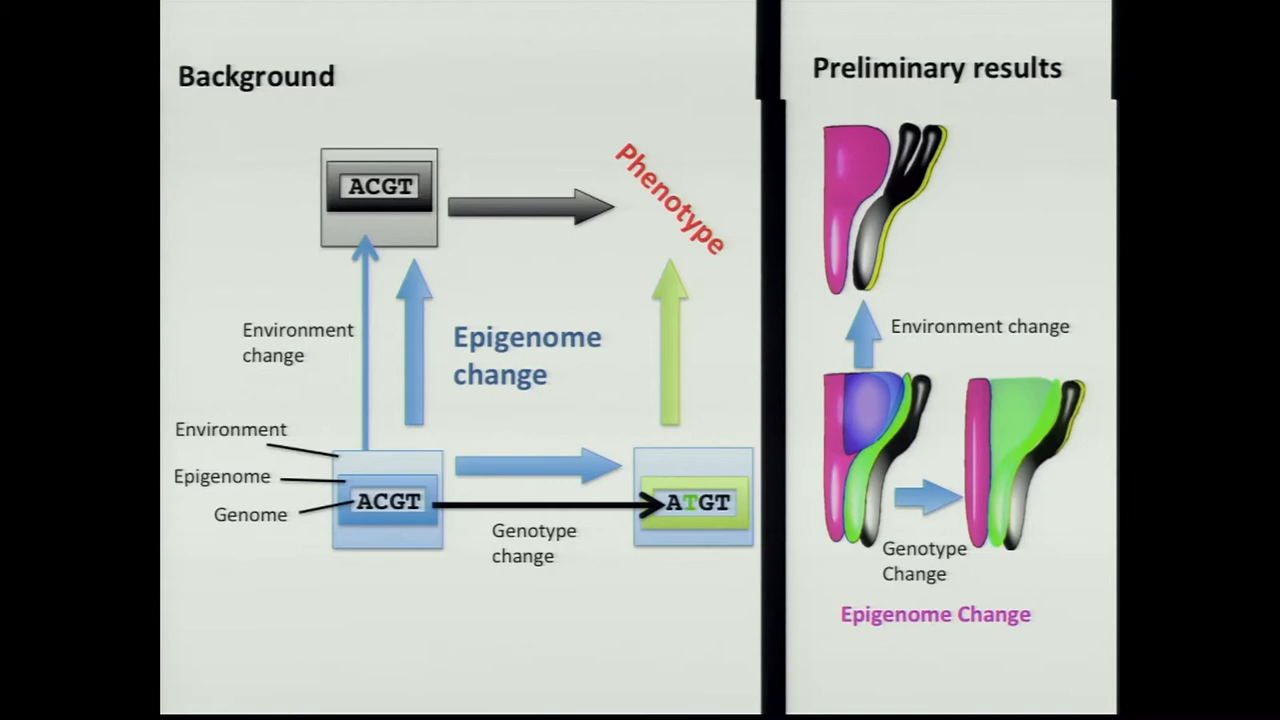 Background
ACGT
Phenotype
Environment
change
Epigenome
change
Environment
Epigenome
Genome
ACGT
Genotype
change
ATGT
Preliminary results
Environment change
Genotype
Change
Epigenome Change